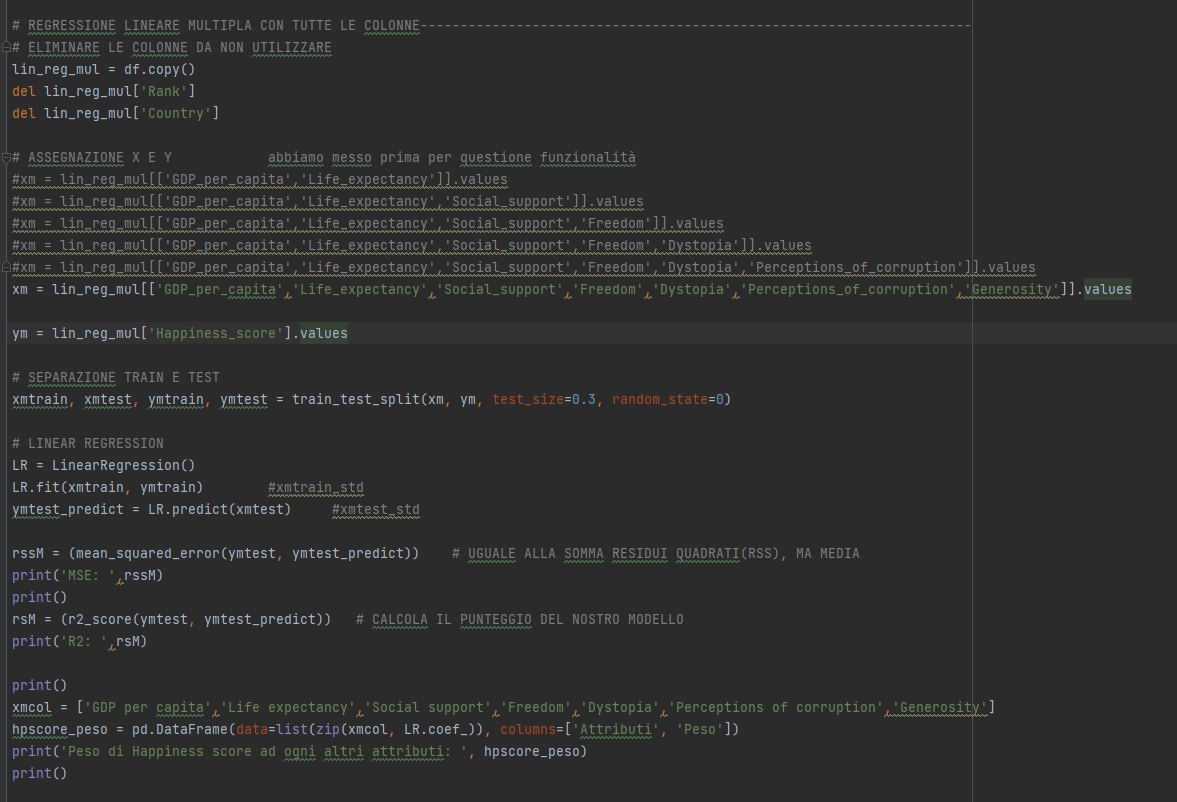 # REGRESSIONE LINEARE MULTIPLA CON TUTTE LE COLONNE---------------------------------------------------------------------
# ELIMINARE LE COLONNE DA NON UTILIZZARE
lin_reg_mul = df.copy()
del lin_reg_mul['Rank']
del lin_reg_mul['Country']
# ASSEGNAZIONE X E Y            abbiamo messo prima per questione funzionalità
#xm = lin_reg_mul[['GDP_per_capita','Life_expectancy']].values
#xm = lin_reg_mul[['GDP_per_capita','Life_expectancy','Social_support']].values
#xm = lin_reg_mul[['GDP_per_capita','Life_expectancy','Social_support','Freedom']].values
#xm = lin_reg_mul[['GDP_per_capita','Life_expectancy','Social_support','Freedom','Dystopia']].values
#xm = lin_reg_mul[['GDP_per_capita','Life_expectancy','Social_support','Freedom','Dystopia','Perceptions_of_corruption']].values
xm = lin_reg_mul[['GDP_per_capita','Life_expectancy','Social_support','Freedom','Dystopia','Perceptions_of_corruption','Generosity']].values
ym = lin_reg_mul['Happiness_score'].values
# SEPARAZIONE TRAIN E TEST
xmtrain, xmtest, ymtrain, ymtest = train_test_split(xm, ym, test_size=0.3, random_state=0)
# LINEAR REGRESSION
LR = LinearRegression()
LR.fit(xmtrain, ymtrain)        #xmtrain_std
ymtest_predict = LR.predict(xmtest)     #xmtest_std
rssM = (mean_squared_error(ymtest, ymtest_predict))    # UGUALE ALLA SOMMA RESIDUI QUADRATI(RSS), MA MEDIA
print('MSE: ',rssM)
print()
rsM = (r2_score(ymtest, ymtest_predict))   # CALCOLA IL PUNTEGGIO DEL NOSTRO MODELLO
print('R2: ',rsM)
print()
xmcol = ['GDP per capita','Life expectancy','Social support','Freedom','Dystopia','Perceptions of corruption','Generosity']
hpscore_peso = pd.DataFrame(data=list(zip(xmcol, LR.coef_)), columns=['Attributi', 'Peso'])
print('Peso di Happiness score ad ogni altri attributi: ', hpscore_peso)
print()